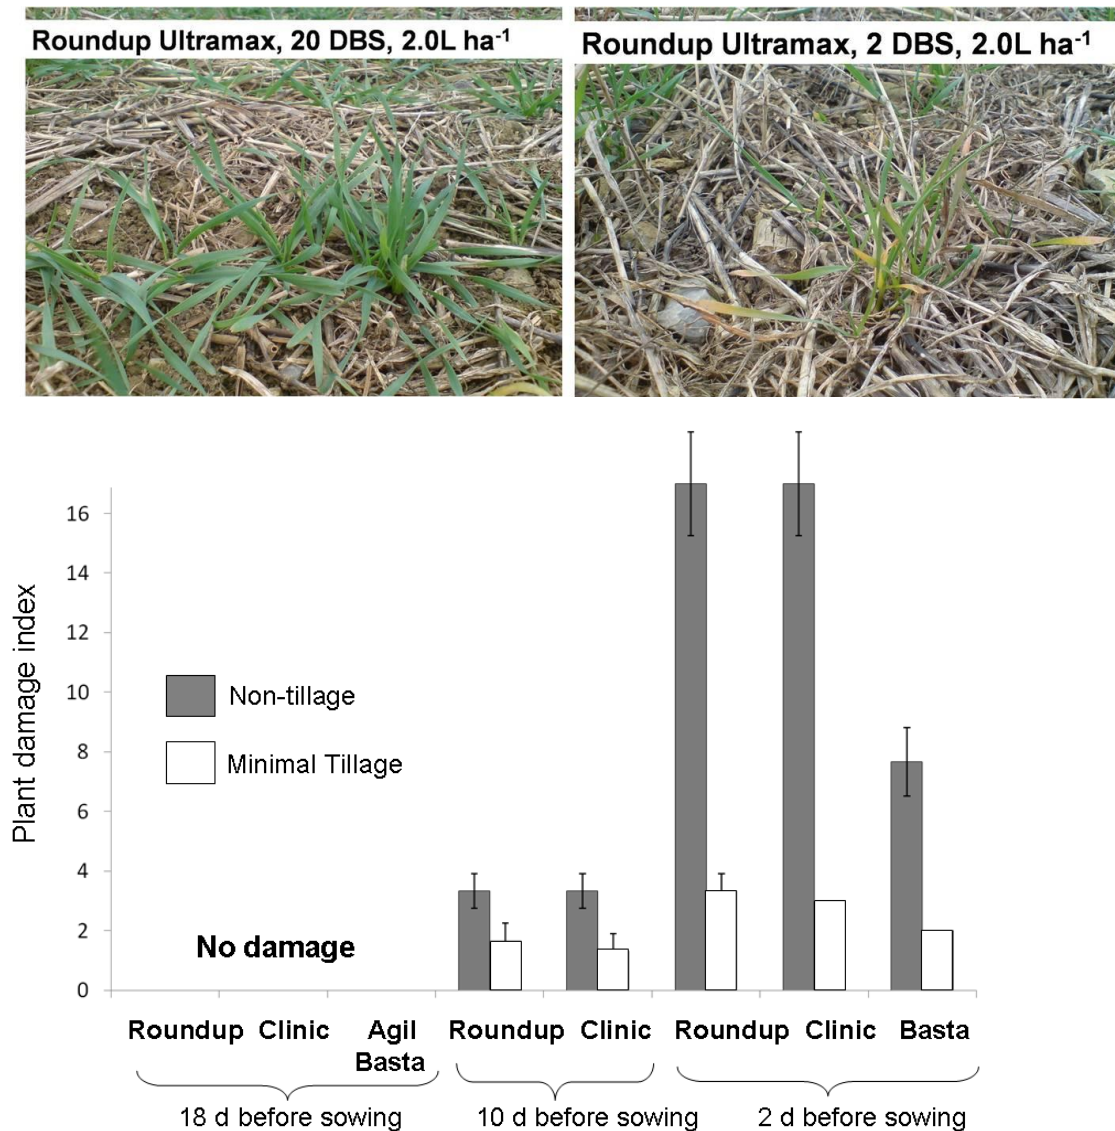 Roundup Ultramax, 20 DBS, 2.0L ha⁻¹
Roundup Ultramax, 2 DBS, 2.0L ha⁻¹
Plant damage index
16
14
12
10
8
6
4
2
0
Non-tillage
Minimal Tillage
No damage
Roundup Clinic Agil Roundup Clinic Roundup Clinic Basta
Basta
18 d before sowing 10 d before sowing 2 d before sowing